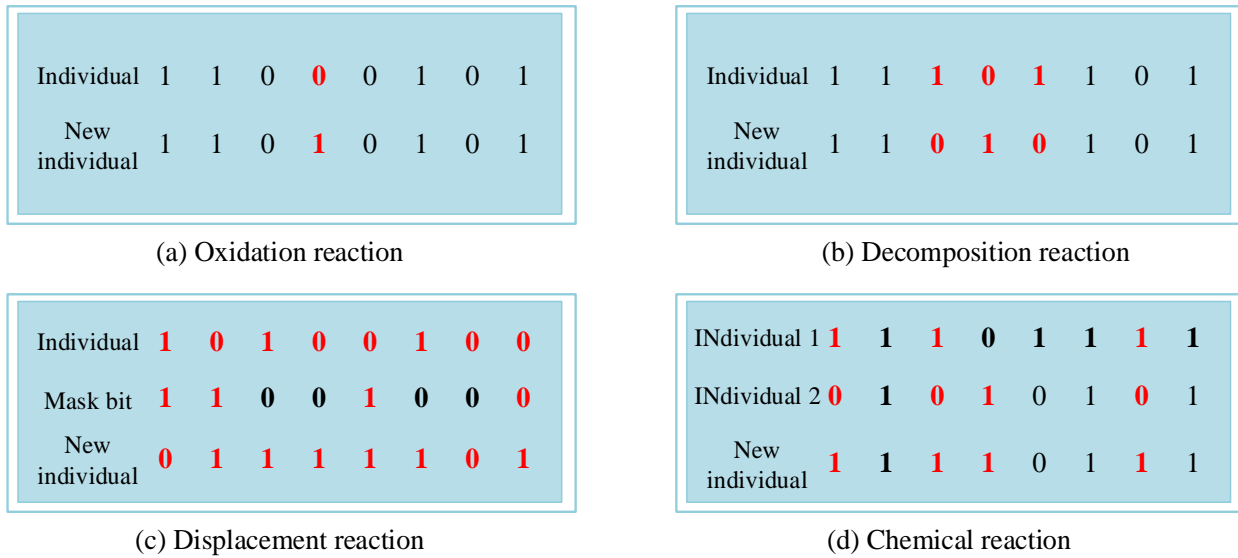 Individual 1 1 0 0 0 1 0 1
New
individual 1 1 0 1 0 1 0 1
(a) Oxidation reaction
Individual 1 1 1 0 1 1 0 1
New
individual 1 1 0 1 0 1 0 1
(b) Decomposition reaction
Individual 1 0 1 0 0 1 0 0
Mask bit 1 1 0 0 1 0 0 0
New
individual 0 1 1 1 1 1 0 1
(c) Displacement reaction
INdividual 1 1 1 1 0 1 1 1 1
INdividual 2 0 1 0 1 0 1 0 1
New
individual 1 1 1 1 0 1 1 1
(d) Chemical reaction